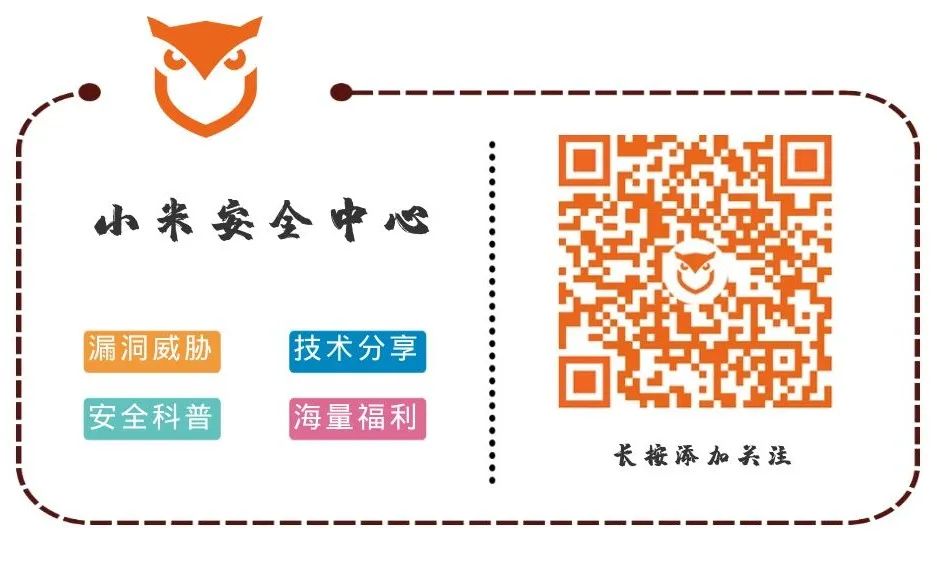 小米安全中心
漏洞威胁
技术分享
安全科普
海量福利
长按添加关注